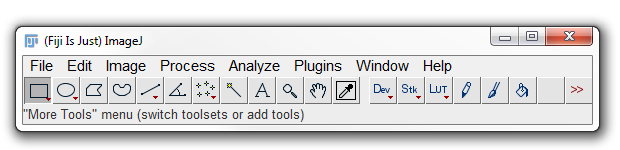 (Fiji Is Just) ImageJ
File Edit Image Process Analyze Plugins Window Help
A Dev Stk LUT >>
"More Tools" menu (switch toolsets or add tools)